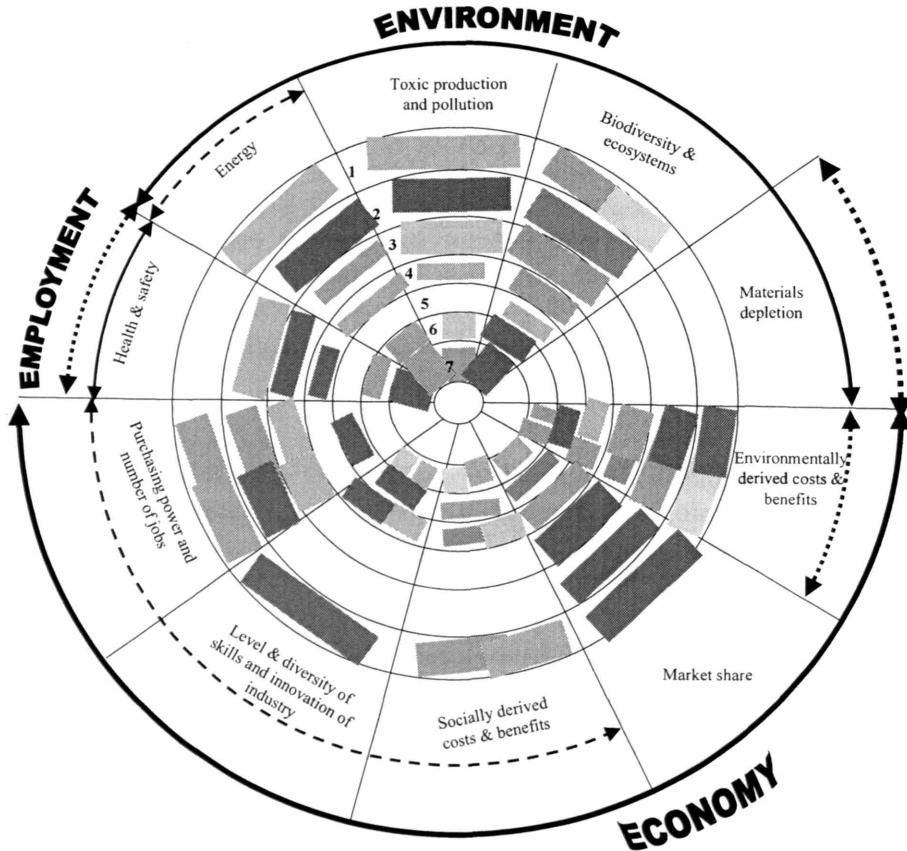 ENVIRONMENT
Toxic production
and pollution
Biodiversity &
ecosystems
Energy
1
2
3
4
5
6
7
EMPLOYMENT
Health & safety
Materials
depletion
Purchasing power and
number of jobs
Environmentally
derived costs &
benefits
Level & diversity of
skills and innovation of
industry
Socially derived
costs & benefits
Market share
ECONOMY